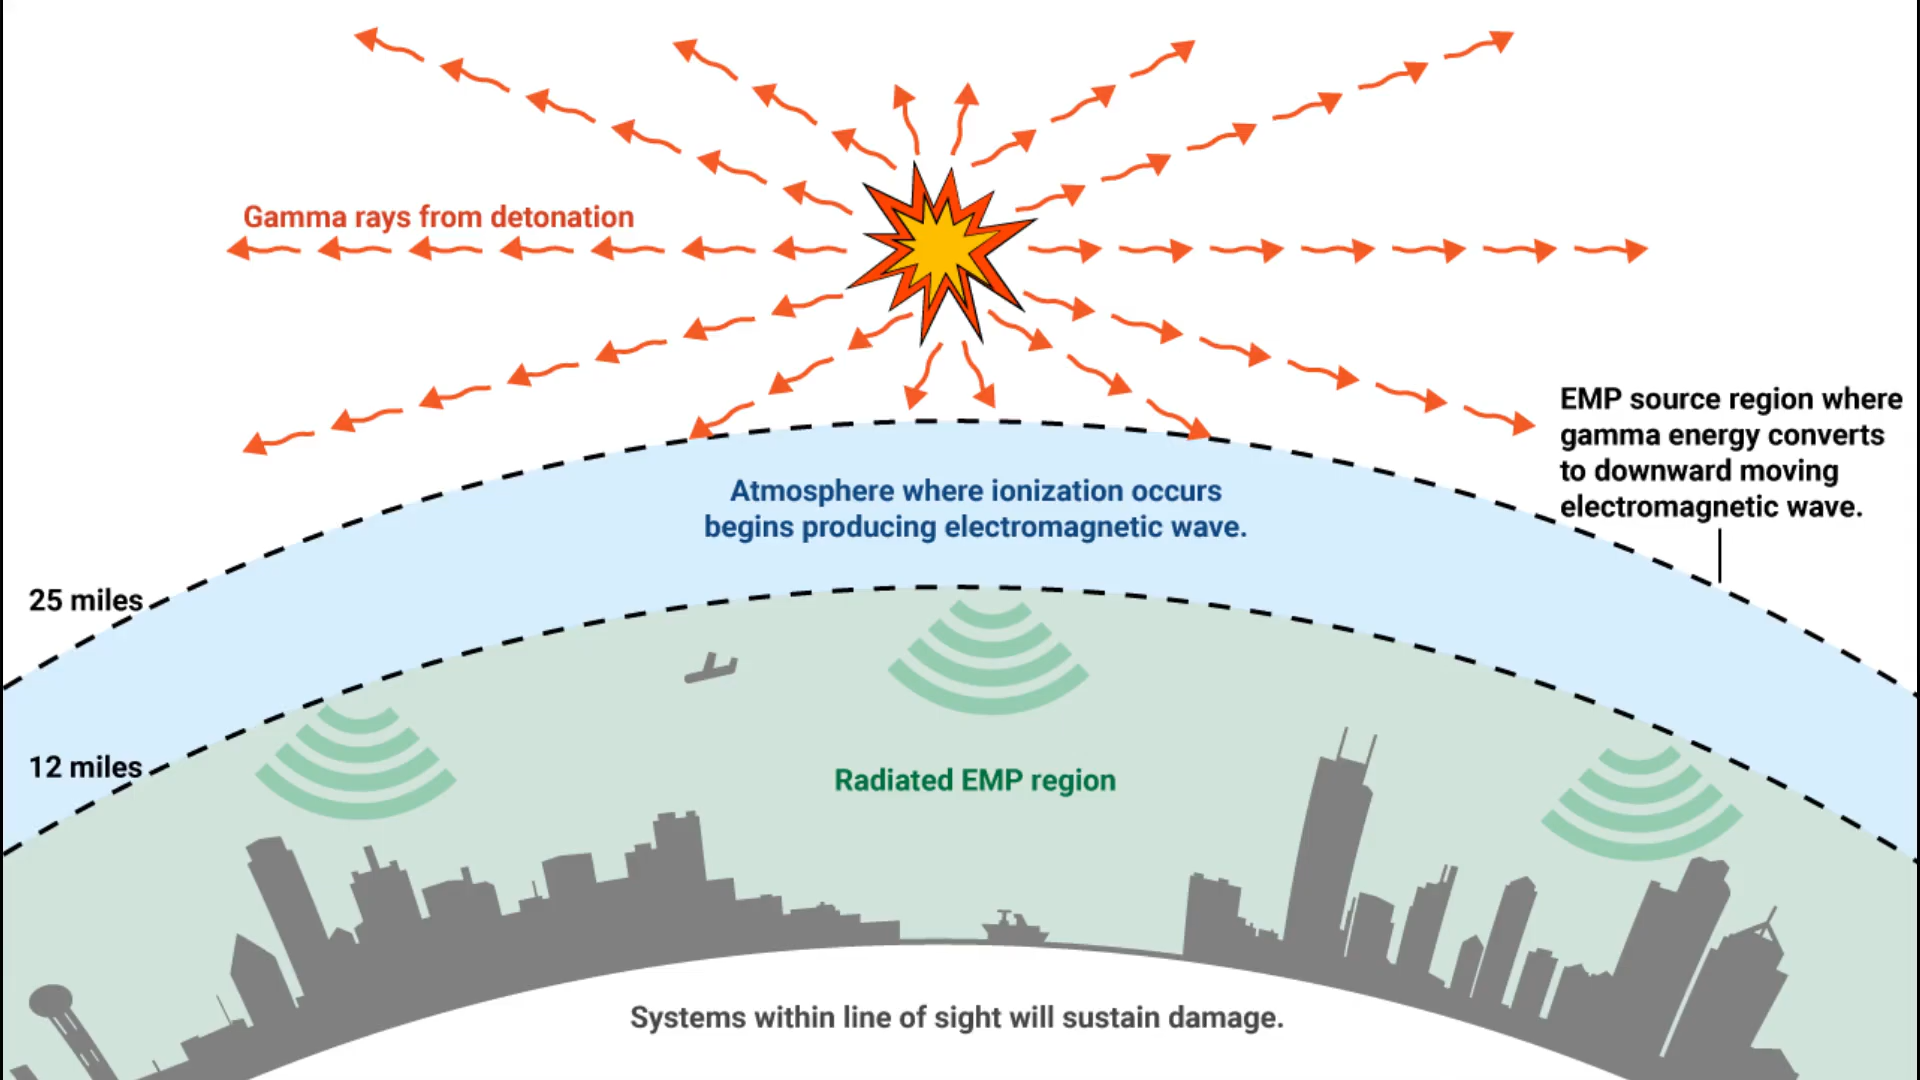 Gamma rays from detonation
EMP source region where
gamma energy converts
to downward moving
electromagnetic wave.
Atmosphere where ionization occurs
begins producing electromagnetic wave.
25 miles
12 miles
Radiated EMP region
Systems within line of sight will sustain damage.